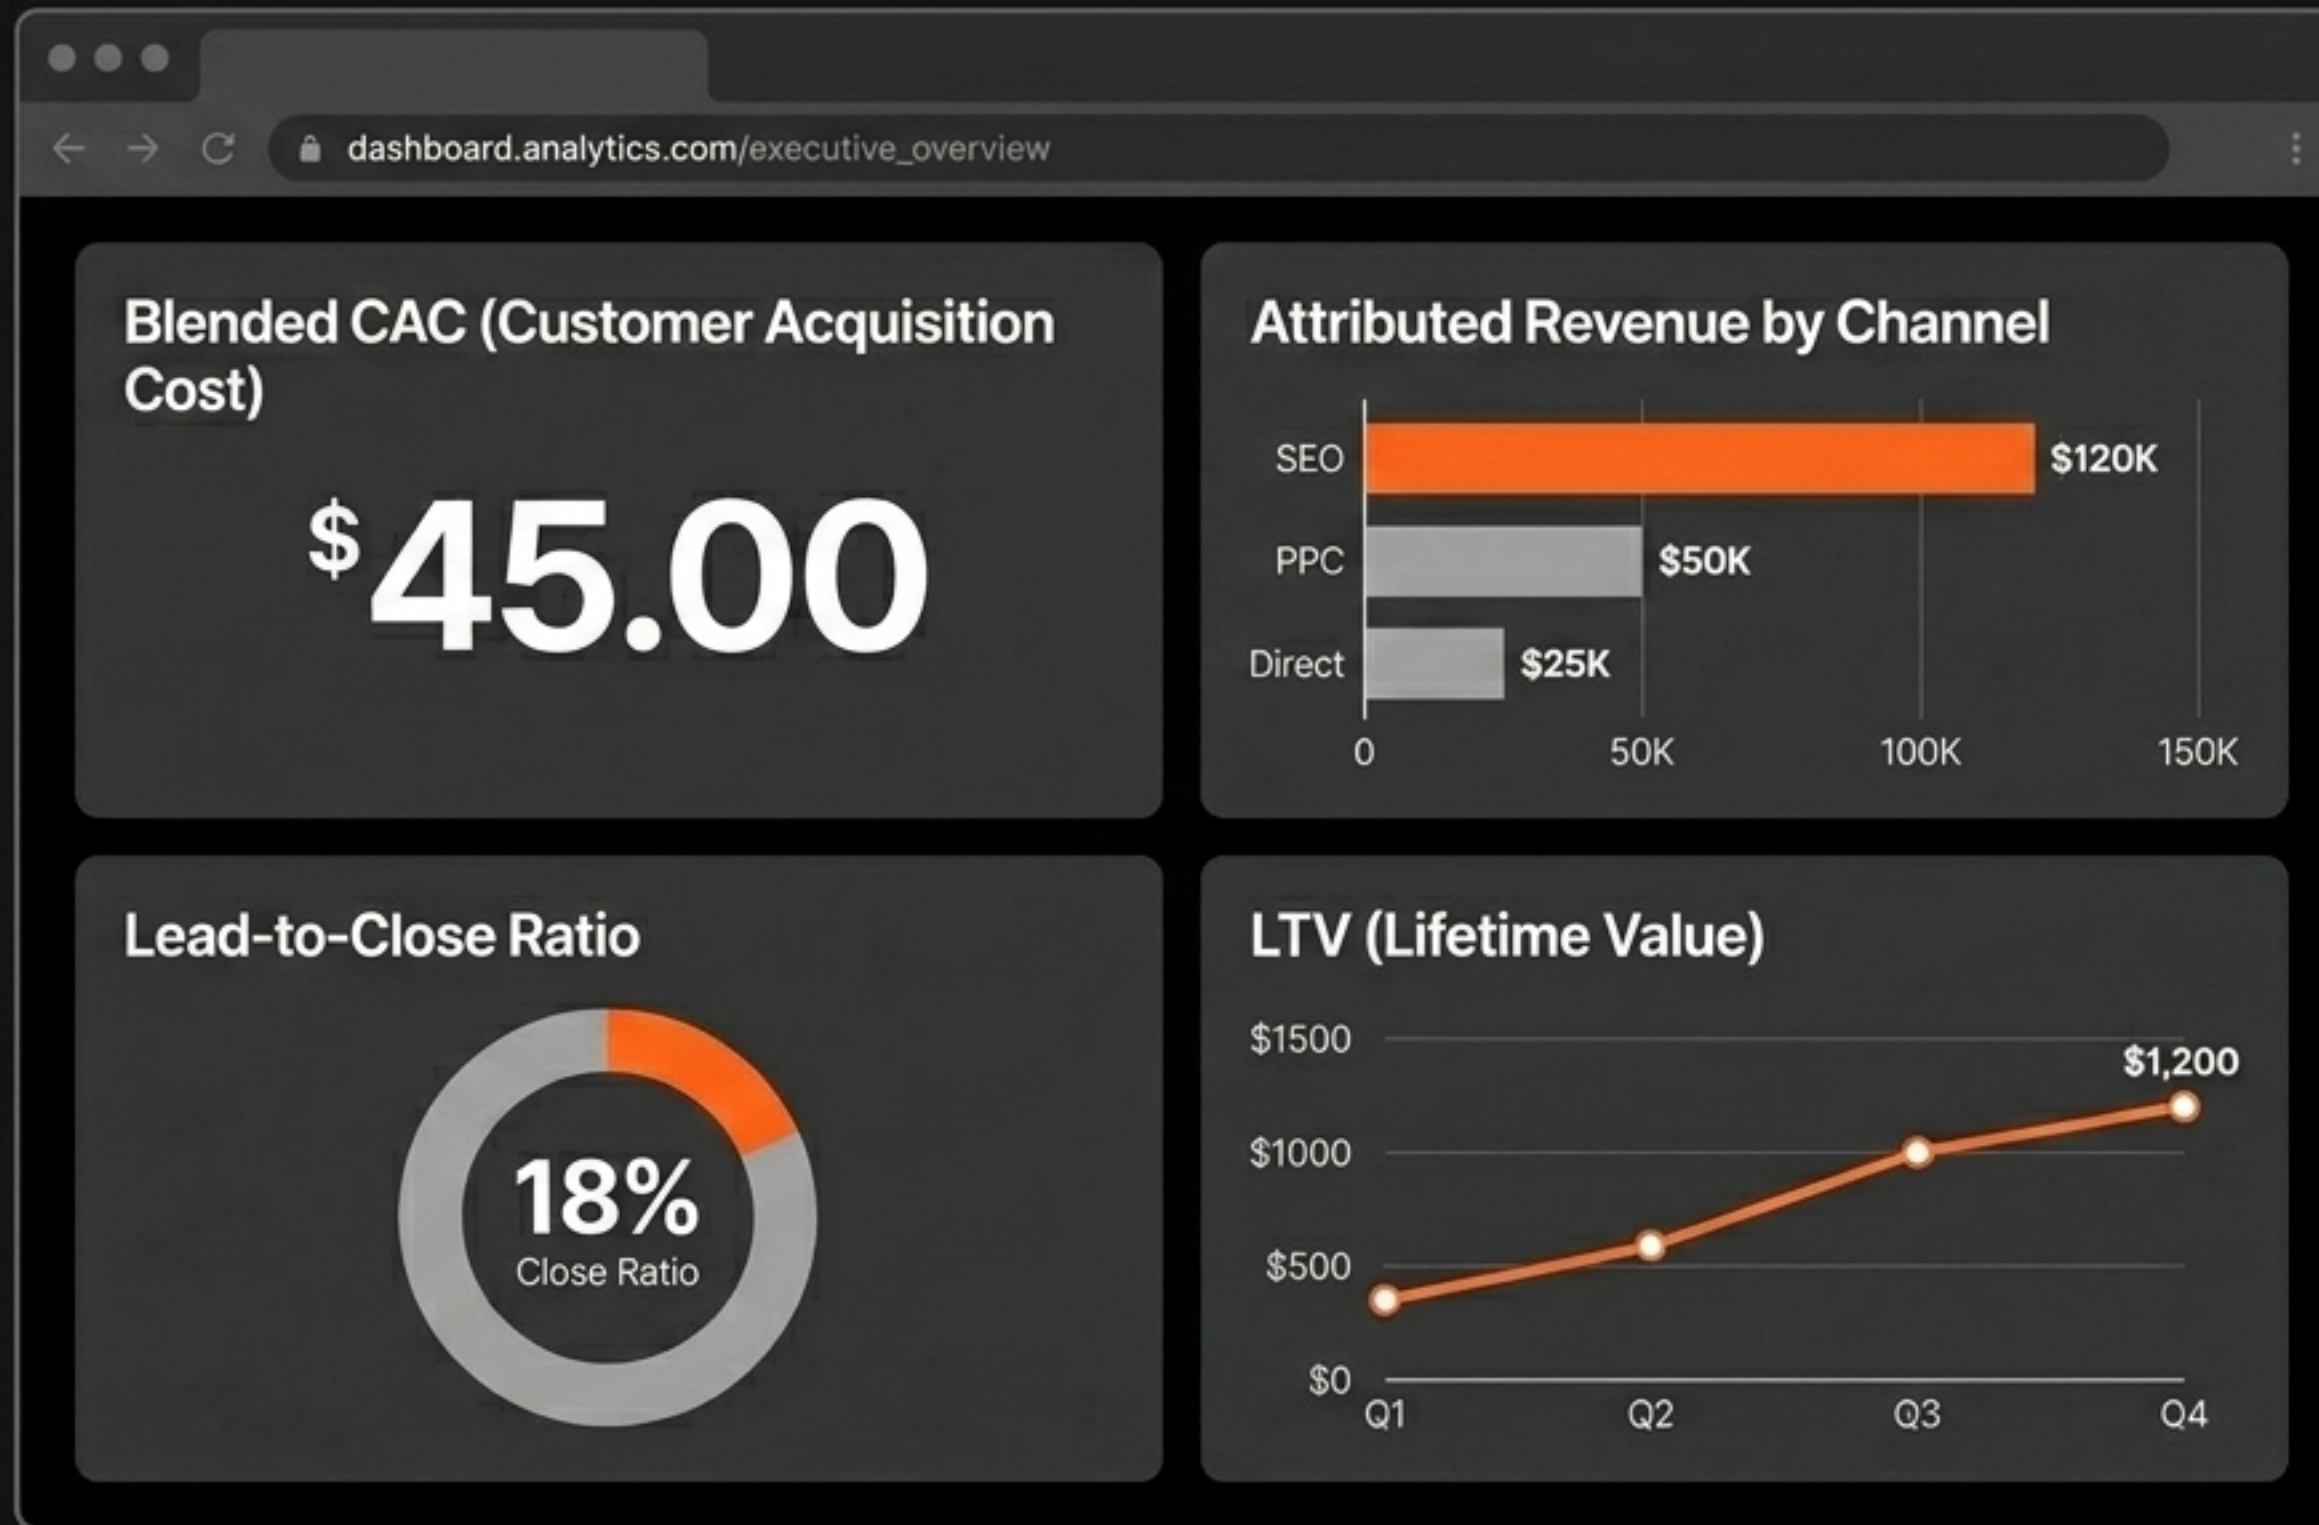 dashboard.analytics.com/executive_overview
Blended CAC (Customer Acquisition
Cost)
$45.00
Attributed Revenue by Channel
SEO $120K
PPC $50K
Direct $25K
0 50K 100K 150K
Lead-to-Close Ratio
18%
Close Ratio
LTV (Lifetime Value)
$1500
$1,200
$1000
$500
$0
Q1 Q2 Q3 Q4